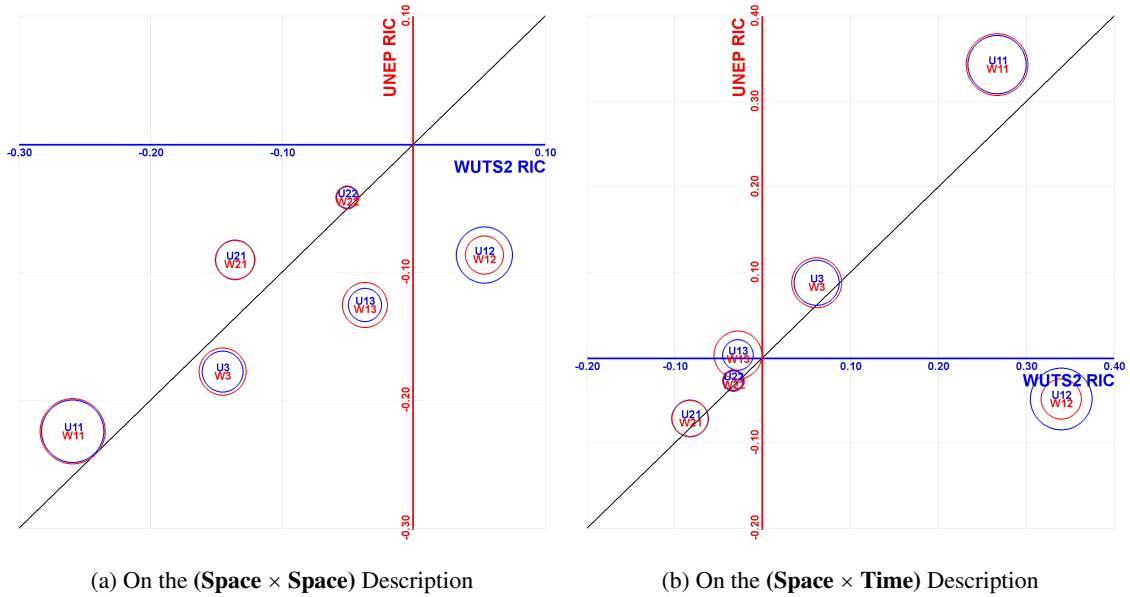 0.10
UNEP RIC
-0.30
-0.20
-0.10
0.10
WUTS2 RIC
U22
W22
U21
W21
U12
W12
-0.10
U13
W13
U3
W3
-0.20
U11
W11
-0.30
(a) On the (Space × Space) Description
0.40
UNEP RIC
U11
W11
0.30
0.20
0.10
U3
W3
U13
W13
-0.20
-0.10
0.10
0.20
0.30
0.40
WUTS2 RIC
U22
W22
U12
W12
U21
W21
-0.10
-0.20
(b) On the (Space × Time) Description